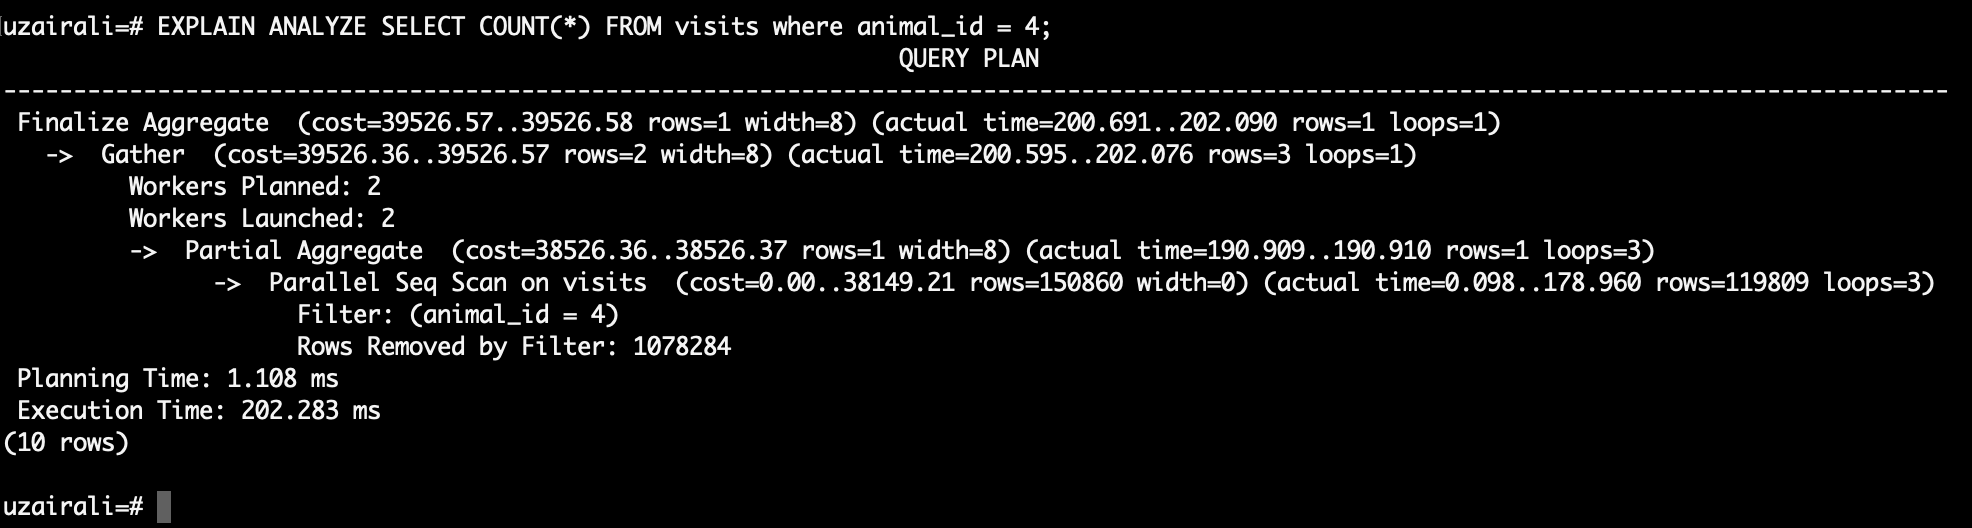 uzairali=# EXPLAIN ANALYZE SELECT COUNT(*) FROM visits where animal_id = 4;
QUERY PLAN
-------------------------------------------------------------------------------------------------------------------------------------------
Finalize Aggregate  (cost=39526.57..39526.58 rows=1 width=8) (actual time=200.691..202.090 rows=1 loops=1)
->  Gather  (cost=39526.36..39526.57 rows=2 width=8) (actual time=200.595..202.076 rows=3 loops=1)
Workers Planned: 2
Workers Launched: 2
->  Partial Aggregate  (cost=38526.36..38526.37 rows=1 width=8) (actual time=190.909..190.910 rows=1 loops=3)
->  Parallel Seq Scan on visits  (cost=0.00..38149.21 rows=150860 width=0) (actual time=0.098..178.960 rows=119809 loops=3)
Filter: (animal_id = 4)
Rows Removed by Filter: 1078284
Planning Time: 1.108 ms
Execution Time: 202.283 ms
(10 rows)
uzairali=#